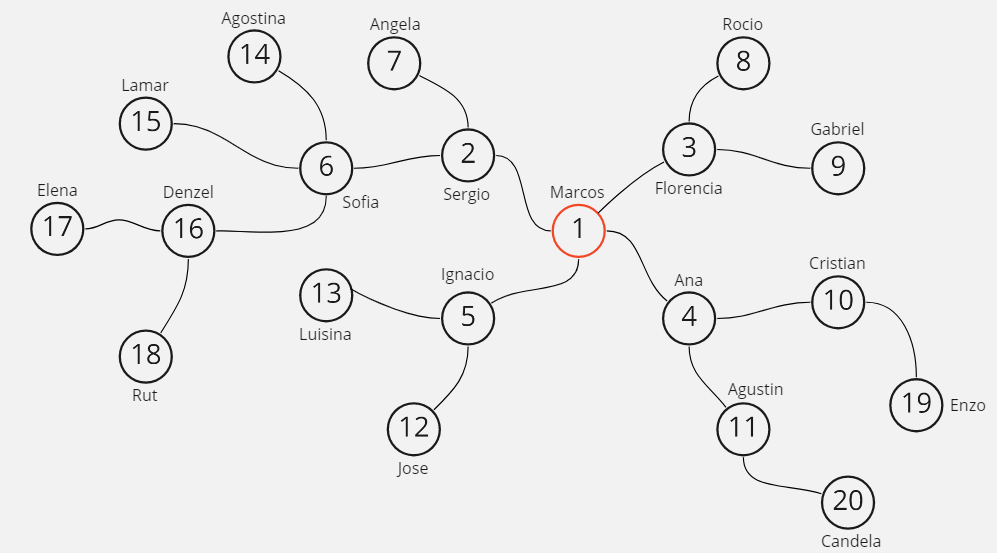 Agostina
14
Angela
7
Rocio
8
Lamar
15
Gabriel
9
6
Sofia
2
Sergio
3
Florencia
Elena
17
Denzel
16
Marcos
1
13
Luisina
Ignacio
5
Ana
4
Cristian
10
18
Rut
12
Jose
Agustin
11
19
Enzo
20
Candela